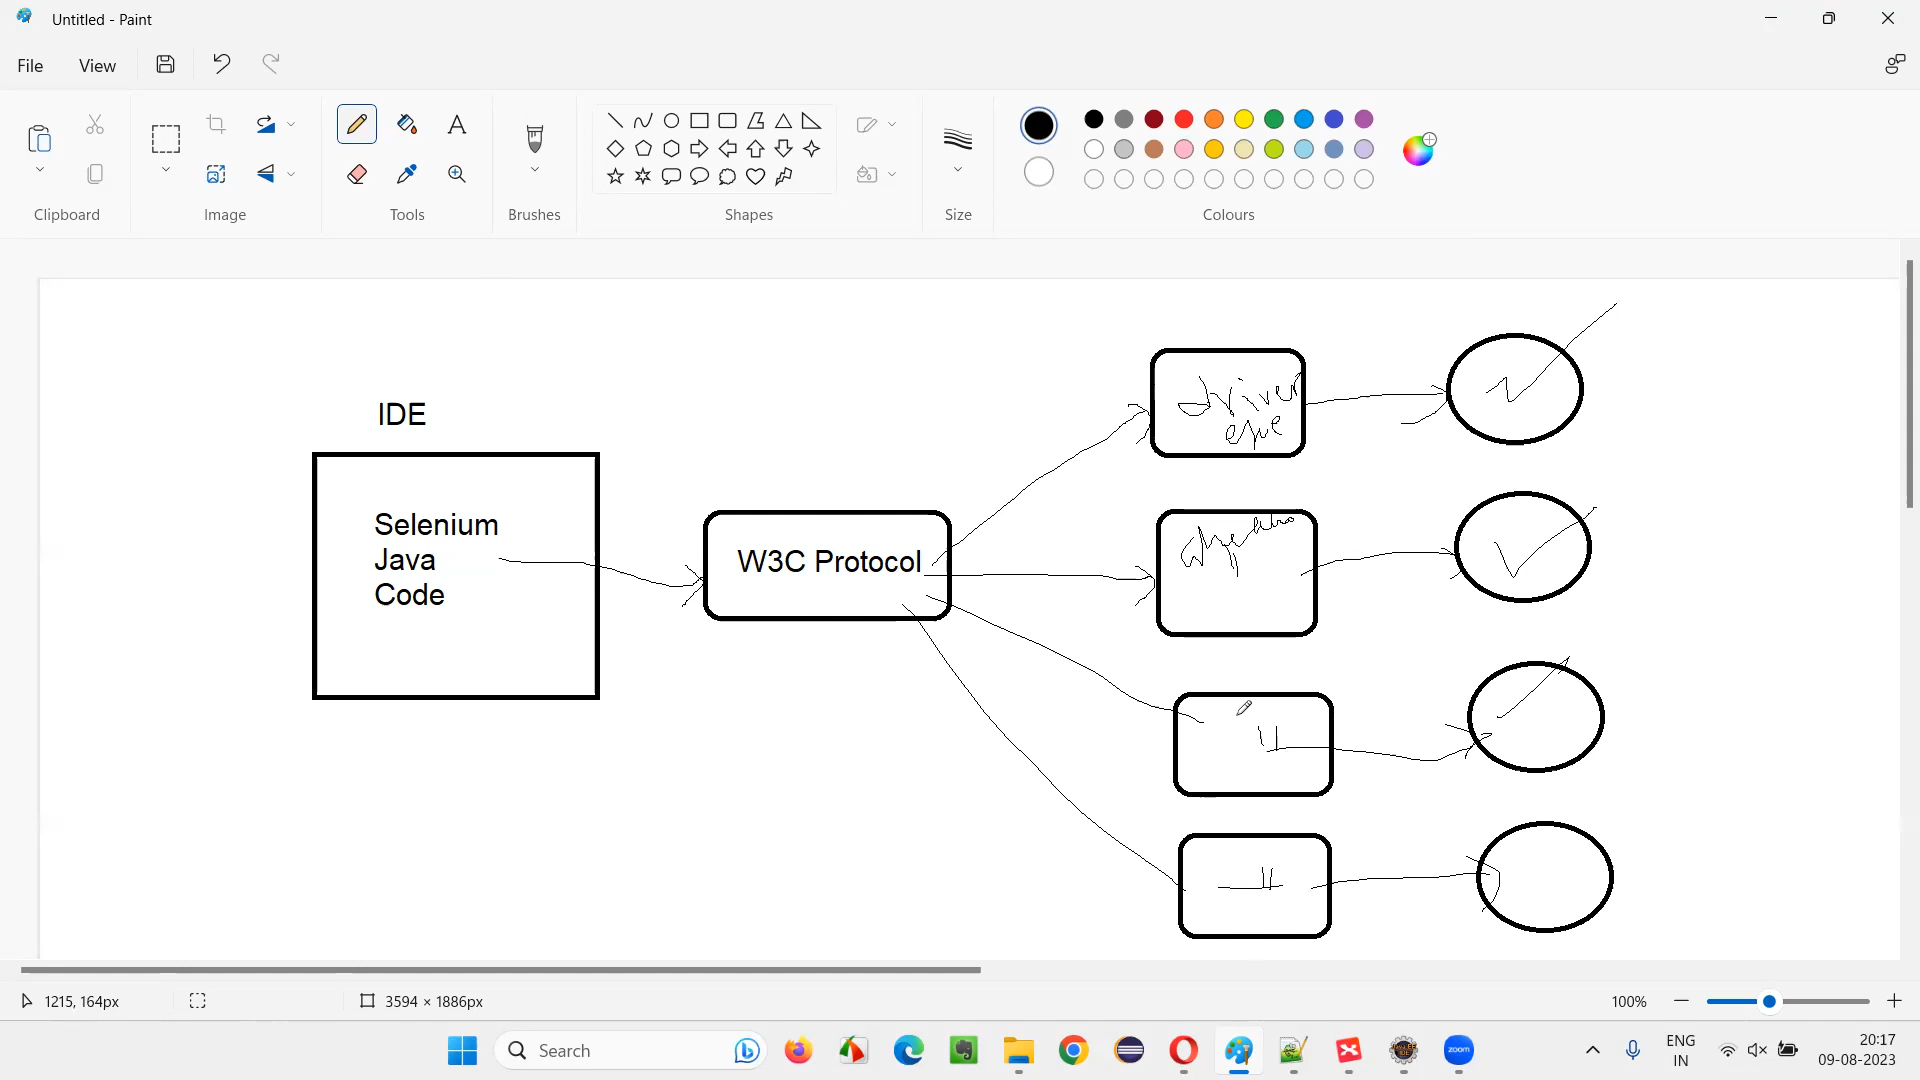 Untitled - Paint
File
View
Clipboard
Image
Tools
Brushes
Shapes
Size
Colours
IDE
Selenium
Java
Code
W3C Protocol
driver
exe
1215, 164px
3594 × 1886px
100%
Search
zoom
ENG
IN
20:17
09-08-2023